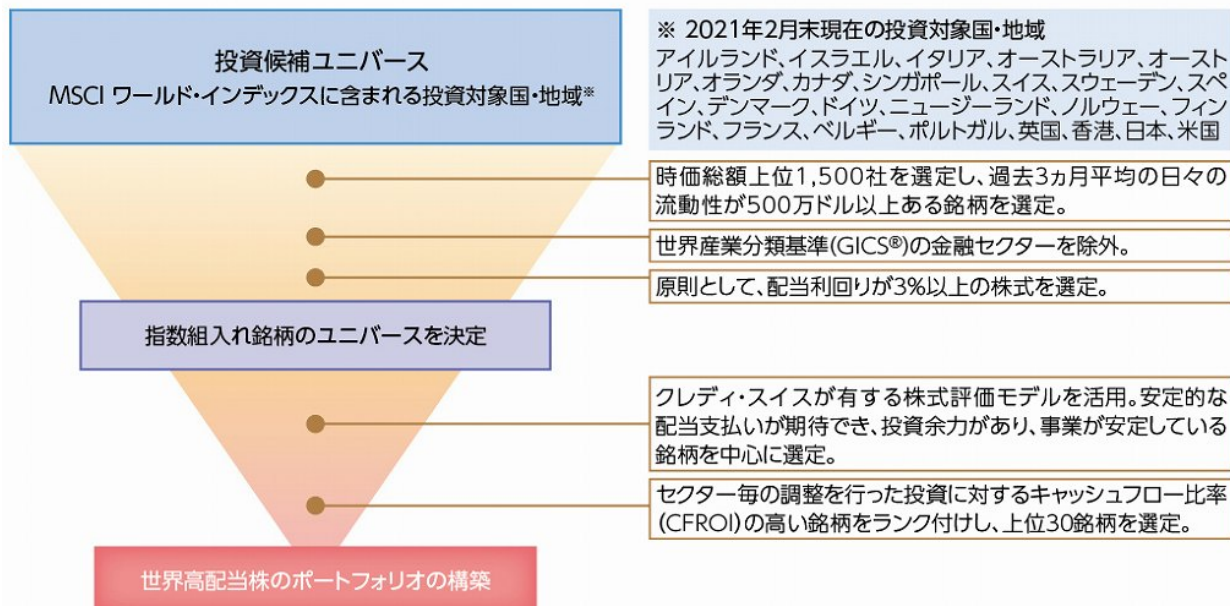 投資候補ユニバース
MSCI ワールド・インデックスに含まれる投資対象国・地域※
※ 2021年2月末現在の投資対象国・地域
アイルランド、イスラエル、イタリア、オーストラリア、オースト
リア、オランダ、カナダ、シンガポール、スイス、スウェーデン、スペ
イン、デンマーク、ドイツ、ニュージーランド、ノルウェー、フィン
ランド、フランス、ベルギー、ポルトガル、英国、香港、日本、米国
時価総額上位1,500社を選定し、過去3ヵ月平均の日々の
流動性が500万ドル以上ある銘柄を選定。
世界産業分類基準(GICS®)の金融セクターを除外。
原則として、配当利回りが3%以上の株式を選定。
指数組入れ銘柄のユニバースを決定
クレディ・スイスが有する株式評価モデルを活用。安定的な
配当支払いが期待でき、投資余力があり、事業が安定している
銘柄を中心に選定。
セクター毎の調整を行った投資に対するキャッシュフロー比率
(CFROI)の高い銘柄をランク付けし、上位30銘柄を選定。
世界高配当株のポートフォリオの構築